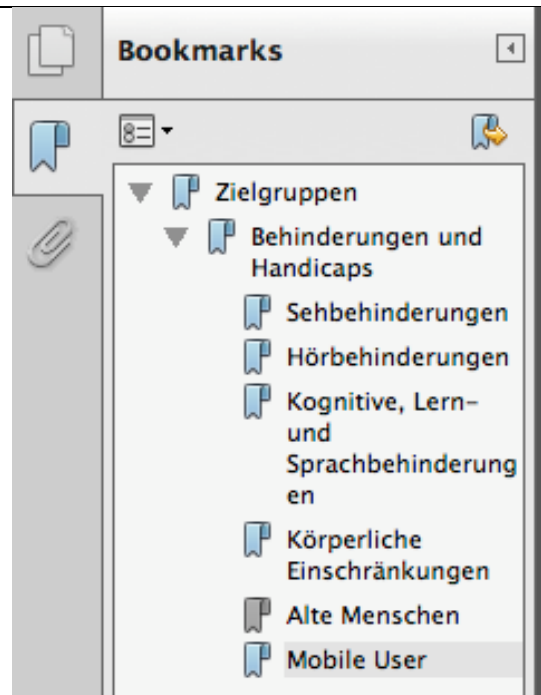 Bookmarks
Zielgruppen
Behinderungen und
Handicaps
Sehbehinderungen
Hörbehinderungen
Kognitive, Lern-
und
Sprachbehinderung
en
Körperliche
Einschränkungen
Alte Menschen
Mobile User